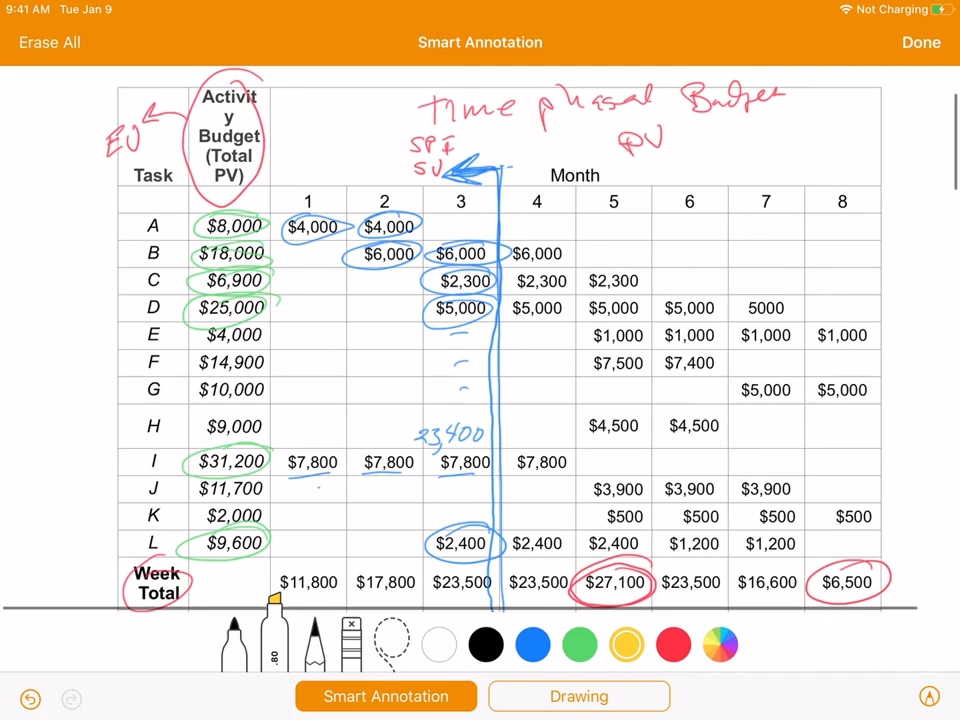 9:41 AM Tue Jan 9 Not Charging
Erase All Smart Annotation Done
Activit
y
Budget
(Total
PV)
Time phased Budget
PV
EV
SPI
SV
Task Month
1 2 3 4 5 6 7 8
A $8,000 $4,000 $4,000
B $18,000 $6,000 $6,000 $6,000
C $6,900 $2,300 $2,300 $2,300
D $25,000 $5,000 $5,000 $5,000 $5,000 5000
E $4,000 $1,000 $1,000 $1,000 $1,000
F $14,900 $7,500 $7,400
G $10,000 $5,000 $5,000
H $9,000 $4,500 $4,500
23,400
I $31,200 $7,800 $7,800 $7,800 $7,800
J $11,700 $3,900 $3,900 $3,900
K $2,000 $500 $500 $500 $500
L $9,600 $2,400 $2,400 $2,400 $1,200 $1,200
Week
Total $11,800 $17,800 $23,500 $23,500 $27,100 $23,500 $16,600 $6,500
.80
Smart Annotation Drawing